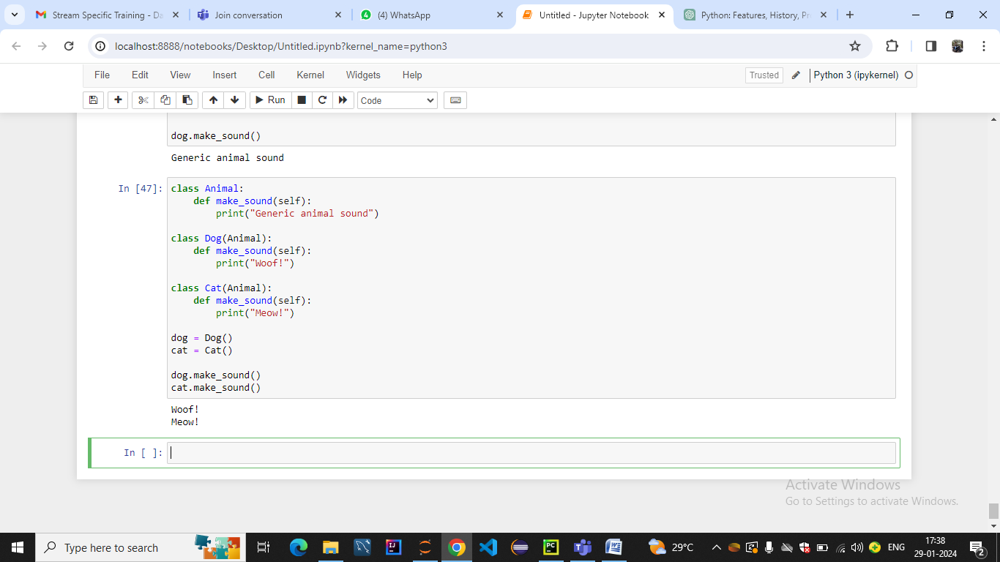 Stream Specific Training - Da
Join conversation
(4) WhatsApp
Untitled - Jupyter Notebook
Python: Features, History, Pr
localhost:8888/notebooks/Desktop/Untitled.ipynb?kernel_name=python3
File Edit View Insert Cell Kernel Widgets Help
Trusted
Python 3 (ipykernel)
Run
Code
dog.make_sound()
Generic animal sound
In [47]:
class Animal:
    def make_sound(self):
        print("Generic animal sound")
class Dog(Animal):
    def make_sound(self):
        print("Woof!")
class Cat(Animal):
    def make_sound(self):
        print("Meow!")
dog = Dog()
cat = Cat()
dog.make_sound()
cat.make_sound()
Woof!
Meow!
In [ ]:
Activate Windows
Go to Settings to activate Windows.
Type here to search
29°C
ENG
17:38
29-01-2024
2